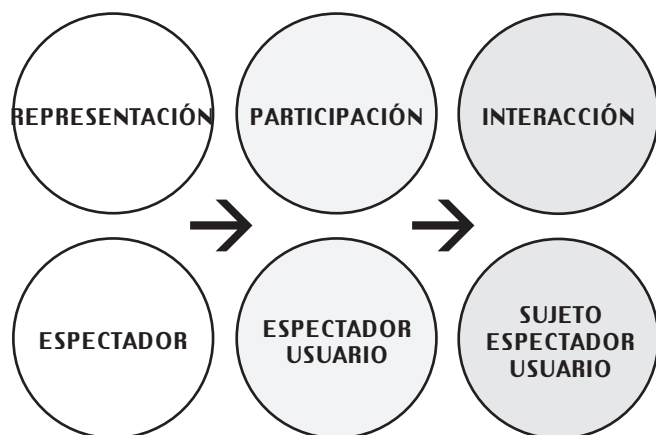 REPRESENTACIÓN
PARTICIPACIÓN
INTERACCIÓN
ESPECTADOR
ESPECTADOR
USUARIO
SUJETO
ESPECTADOR
USUARIO